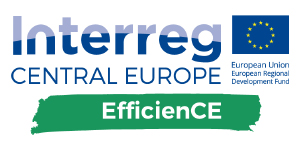 Interreg
CENTRAL EUROPE
European Union
European Regional
Development Fund
EfficienCE